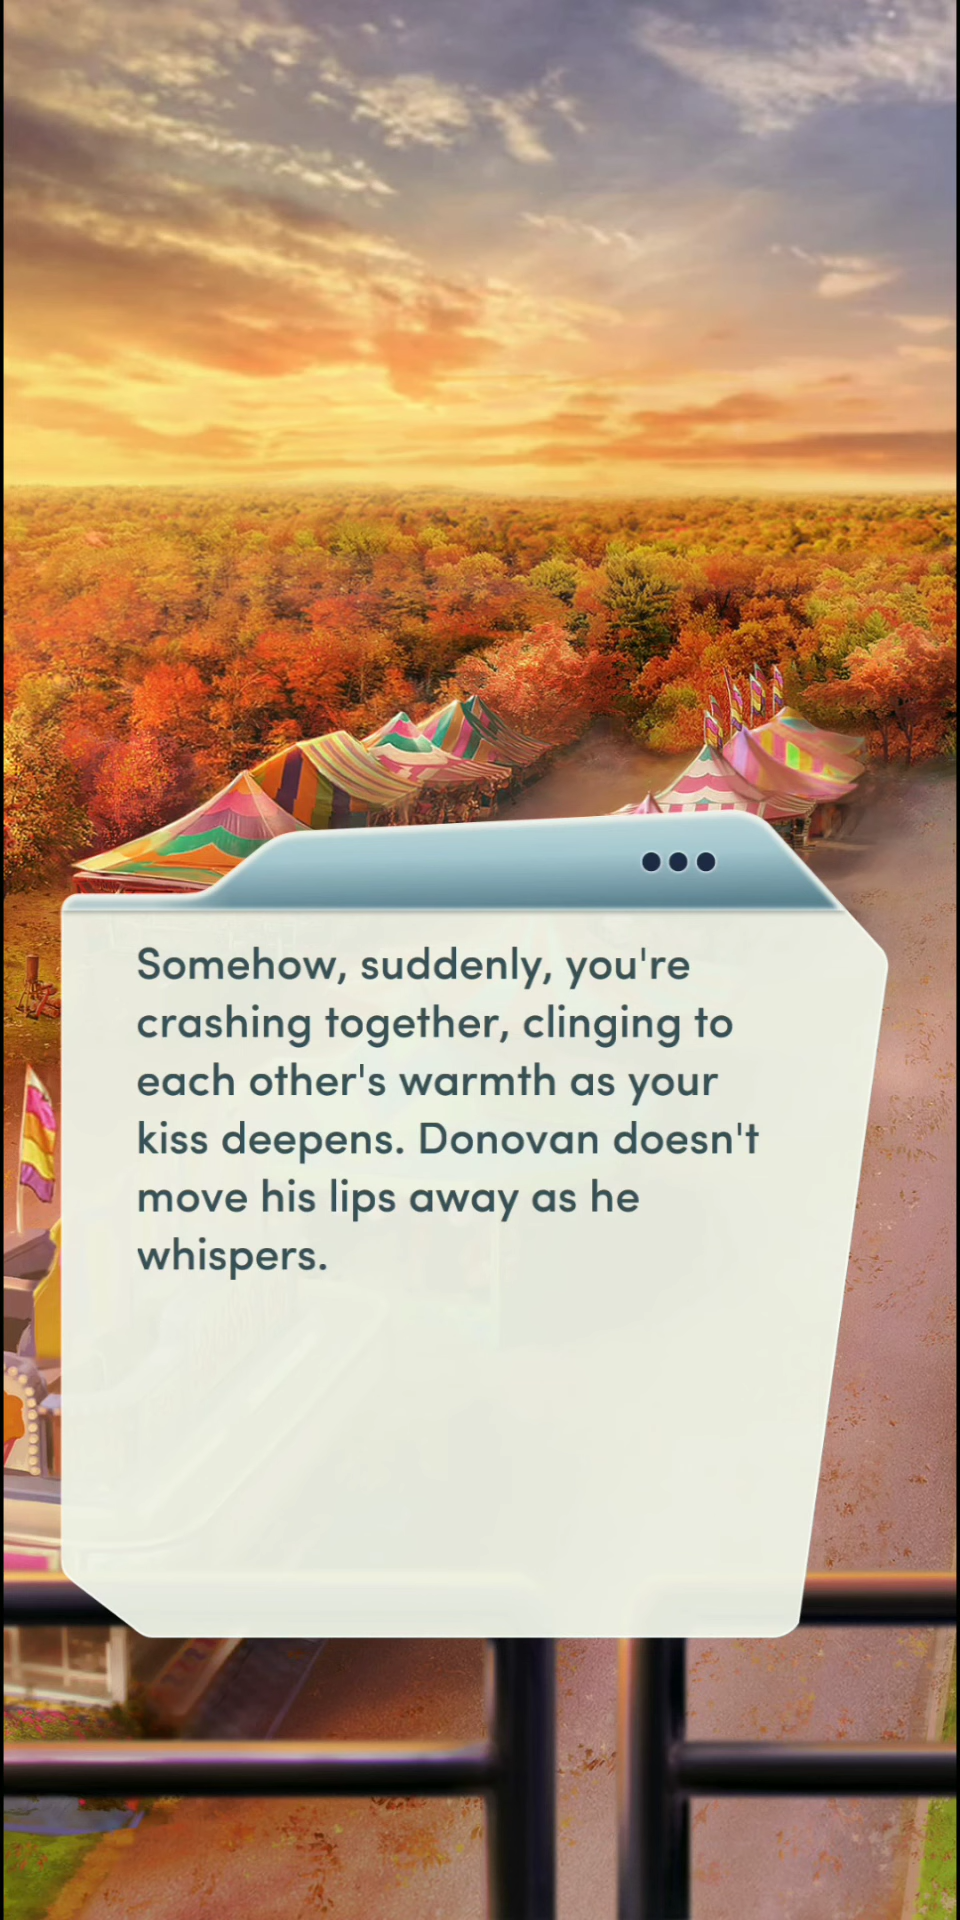 Somehow, suddenly, you're
crashing together, clinging to
each other's warmth as your
kiss deepens. Donovan doesn't
move his lips away as he
whispers.